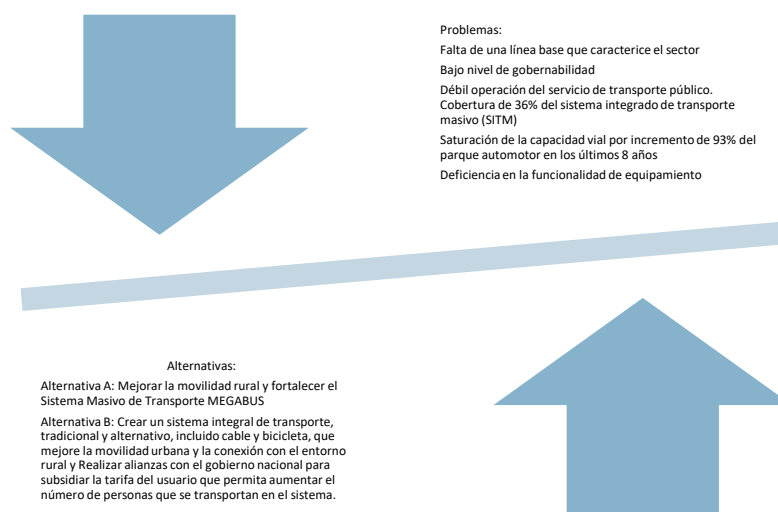 Problemas:
Falta de una línea base que caracterice el sector
Bajo nivel de gobernabilidad
Débil operación del servicio de transporte público.
Cobertura de 36% del sistema integrado de transporte
masivo (SITM)
Saturación de la capacidad vial por incremento de 93% del
parque automotor en los últimos 8 años
Deficiencia en la funcionalidad de equipamiento
Alternativas:
Alternativa A: Mejorar la movilidad rural y fortalecer el
Sistema Masivo de Transporte MEGABUS
Alternativa B: Crear un sistema integral de transporte,
tradicional y alternativo, incluido cable y bicicleta, que
mejore la movilidad urbana y la conexión con el entorno
rural y Realizar alianzas con el gobierno nacional para
subsidiar la tarifa del usuario que permita aumentar el
número de personas que se transportan en el sistema.